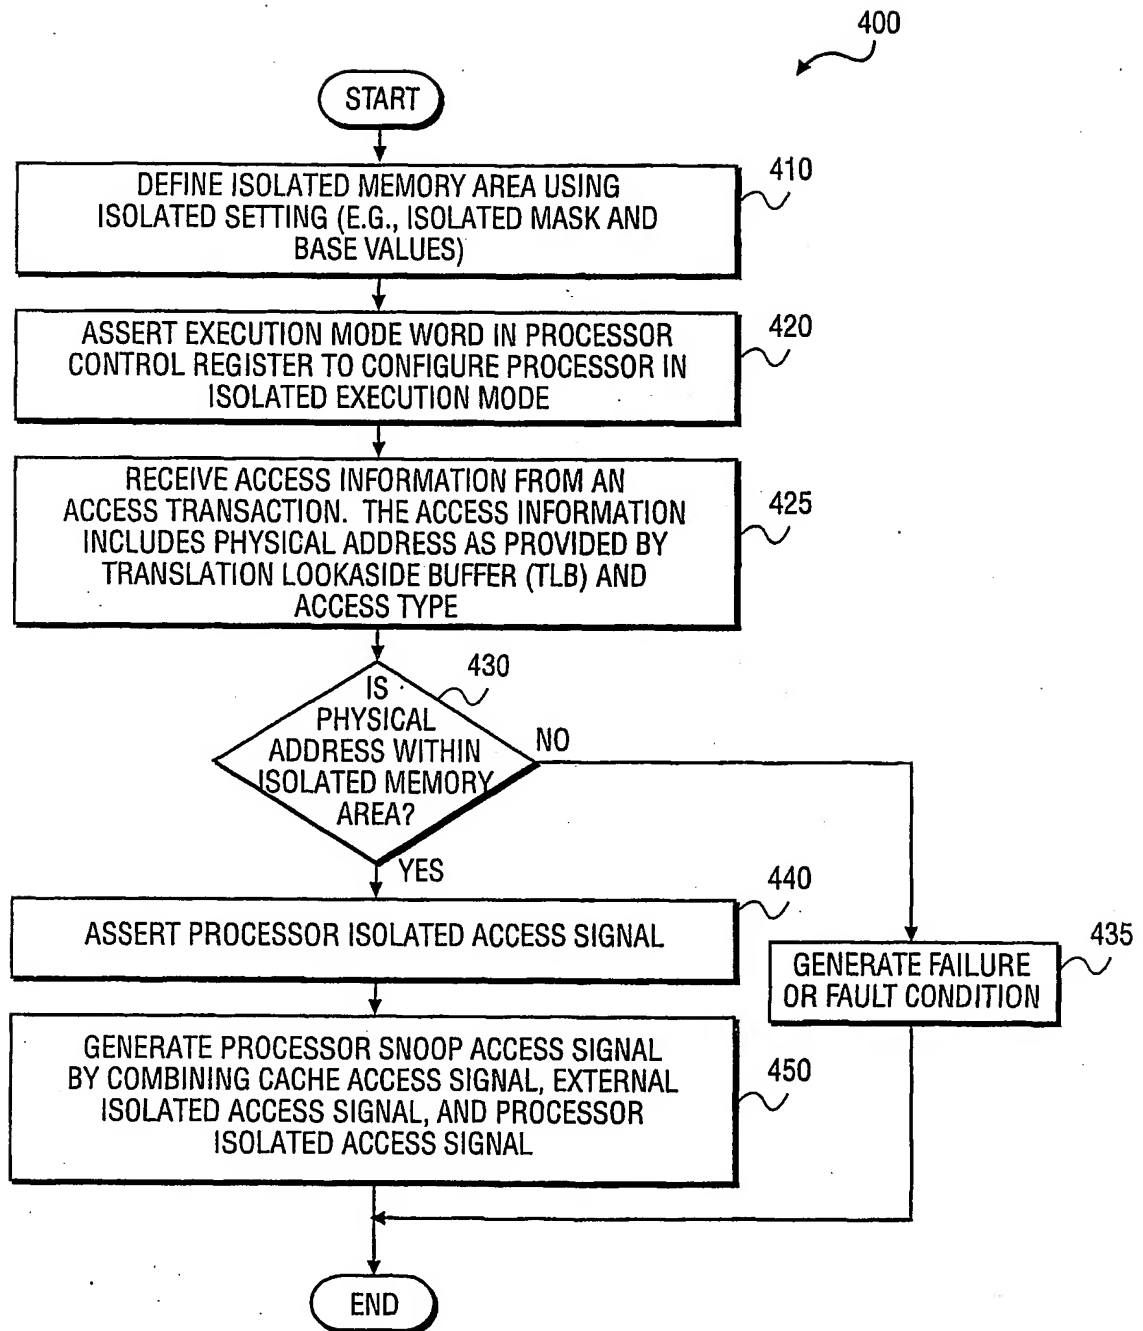 400
START
DEFINE ISOLATED MEMORY AREA USING
ISOLATED SETTING (E.G., ISOLATED MASK AND
BASE VALUES)
410
ASSERT EXECUTION MODE WORD IN PROCESSOR
CONTROL REGISTER TO CONFIGURE PROCESSOR IN
ISOLATED EXECUTION MODE
420
RECEIVE ACCESS INFORMATION FROM AN
ACCESS TRANSACTION. THE ACCESS INFORMATION
INCLUDES PHYSICAL ADDRESS AS PROVIDED BY
TRANSLATION LOOKASIDE BUFFER (TLB) AND
ACCESS TYPE
425
430
IS
PHYSICAL
ADDRESS WITHIN
ISOLATED MEMORY
AREA?
NO
YES
ASSERT PROCESSOR ISOLATED ACCESS SIGNAL
440
GENERATE FAILURE
OR FAULT CONDITION
435
GENERATE PROCESSOR SNOOP ACCESS SIGNAL
BY COMBINING CACHE ACCESS SIGNAL, EXTERNAL
ISOLATED ACCESS SIGNAL, AND PROCESSOR
ISOLATED ACCESS SIGNAL
450
END